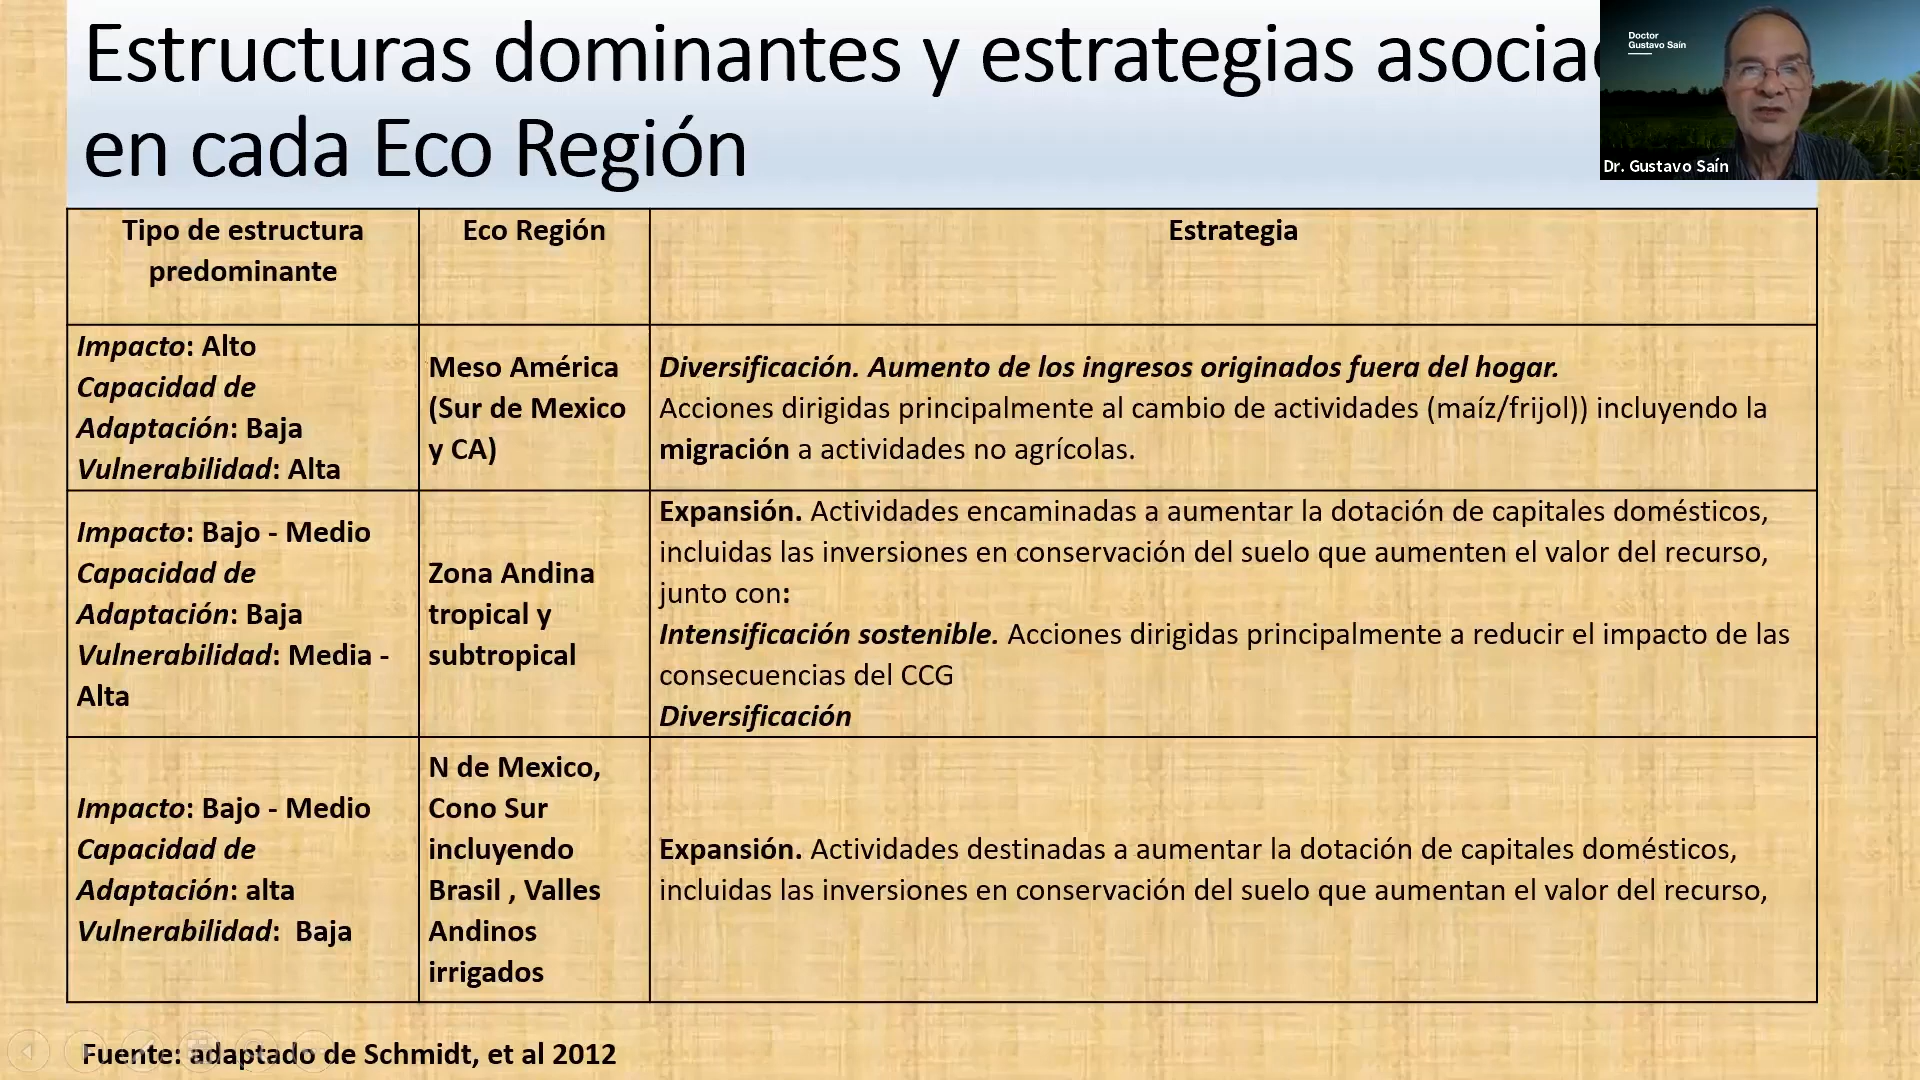 Estructuras dominantes y estrategias
en cada Eco Región
Doctor
Gustavo Saín
Dr. Gustavo Saín
Tipo de estructura
predominante
Eco Región
Estrategia
Impacto: Alto
Capacidad de
Adaptación: Baja
Vulnerabilidad: Alta
Meso América
(Sur de Mexico
y CA)
Diversificación. Aumento de los ingresos originados fuera del hogar.
Acciones dirigidas principalmente al cambio de actividades (maíz/frijol)) incluyendo la
migración a actividades no agrícolas.
Impacto: Bajo - Medio
Capacidad de
Adaptación: Baja
Vulnerabilidad: Media -
Alta
Zona Andina
tropical y
subtropical
Expansión. Actividades encaminadas a aumentar la dotación de capitales domésticos,
incluidas las inversiones en conservación del suelo que aumenten el valor del recurso,
junto con:
Intensificación sostenible. Acciones dirigidas principalmente a reducir el impacto de las
consecuencias del CCG
Diversificación
Impacto: Bajo - Medio
Capacidad de
Adaptación: alta
Vulnerabilidad: Baja
N de Mexico,
Cono Sur
incluyendo
Brasil , Valles
Andinos
irrigados
Expansión. Actividades destinadas a aumentar la dotación de capitales domésticos,
incluidas las inversiones en conservación del suelo que aumentan el valor del recurso,
Fuente: adaptado de Schmidt, et al 2012